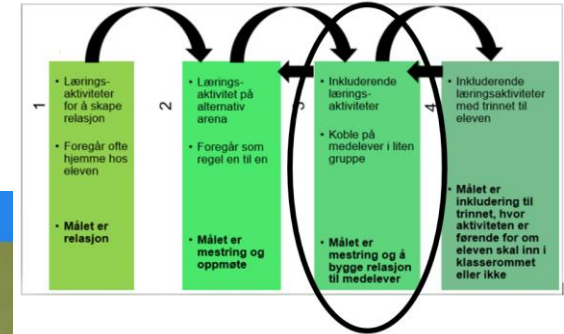 1
• Lærings-
aktiviteter
for å skape
relasjon
• Foregår ofte
hjemme hos
eleven
• Målet er
relasjon
2
• Lærings-
aktivitet på
alternativ
arena
• Foregår som
regel en til en
• Målet er
mestring og
oppmøte
3
• Inkluderende
lærings-
aktiviteter
• Koble på
medelever i liten
gruppe
• Målet er
mestring og å
bygge relasjon
til medelever
4
• Inkluderende
læringsaktiviteter
med trinnet til
eleven
• Målet er
inkludering til
trinnet, hvor
aktiviteten er
førende for om
eleven skal inn i
klasserommet
eller ikke